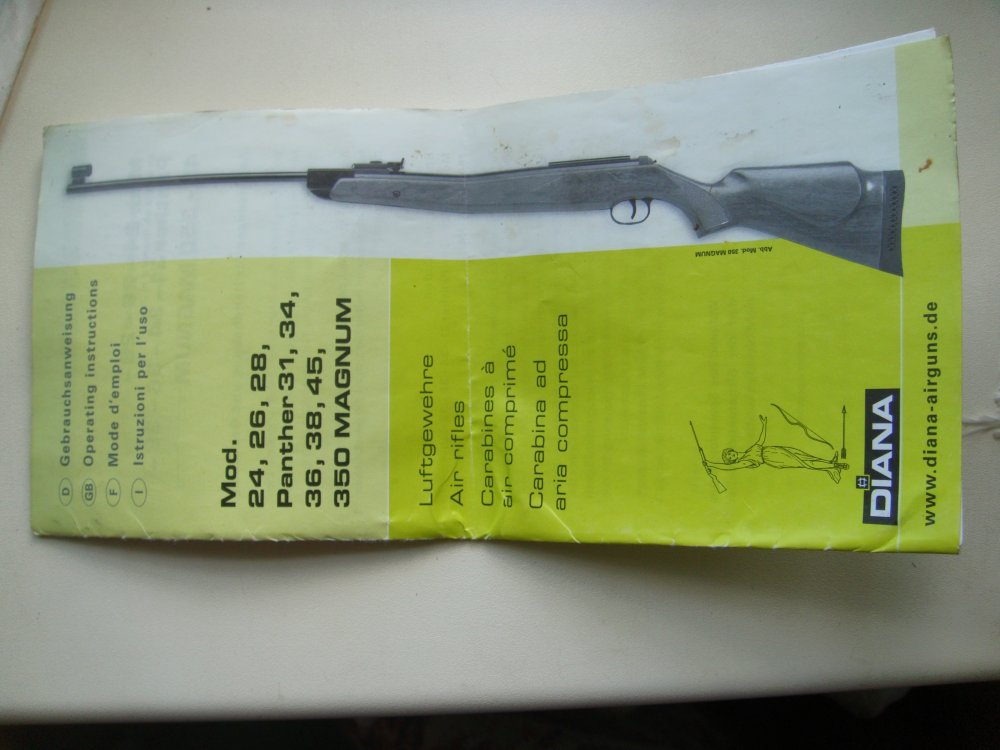 D Gebrauchsanweisung
GB Operating instructions
F Mode d'emploi
I Istruzioni per l'uso
Mod.
24, 26, 28,
Panther 31, 34,
36, 38, 45,
350 MAGNUM
Abb. Mod. 350 MAGNUM
Luftgewehre
Air rifles
Carabines à
air comprimé
Carabina ad
aria compressa
DIANA
www.diana-airguns.de